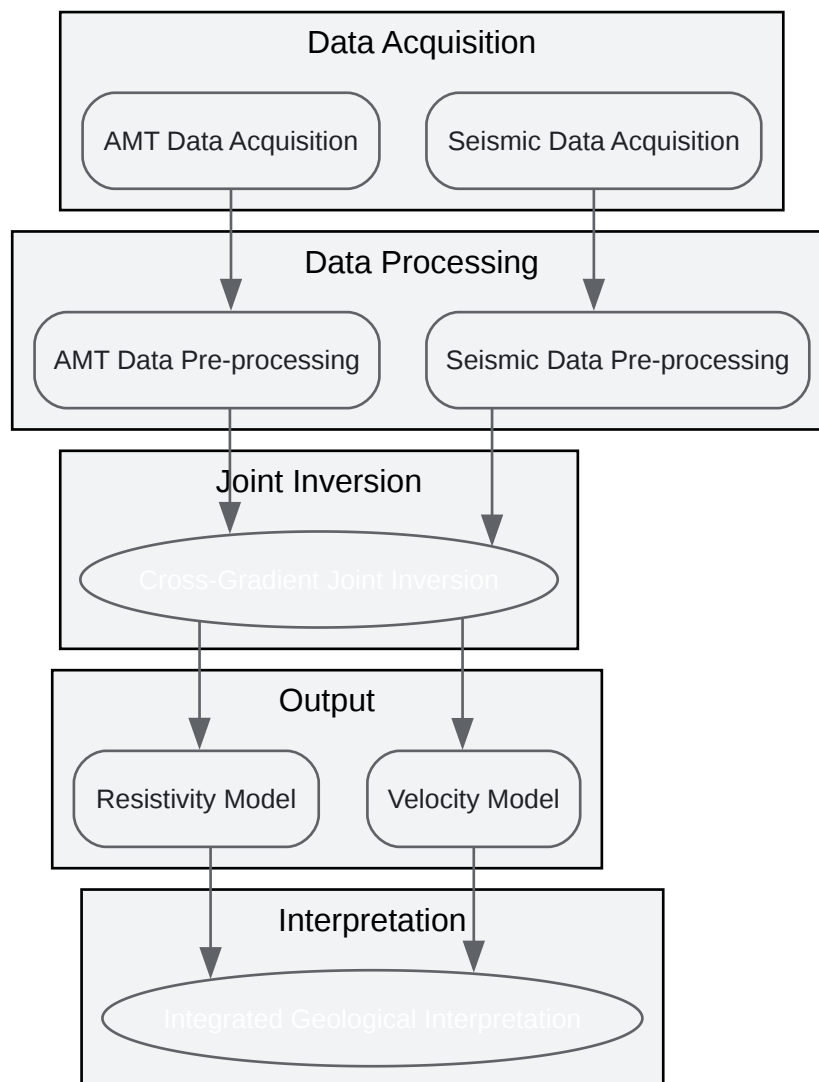 Data Acquisition
AMT Data Acquisition
Seismic Data Acquisition
Data Processing
AMT Data Pre-processing
Seismic Data Pre-processing
Joint Inversion
Cross-Gradient Joint Inversion
Output
Resistivity Model
Velocity Model
Interpretation
Integrated Geological Interpretation